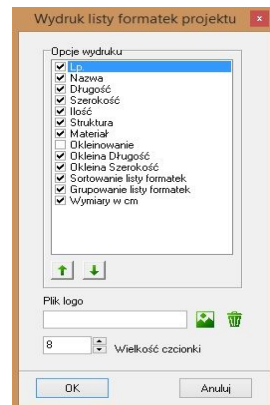 Wydruk listy formatek projektu
Opcje wydruku
Lp
Nazwa
Długość
Szerokość
Ilość
Struktura
Materiał
Okleinowanie
Okleina Długość
Okleina Szerokość
Sortowanie listy formatek
Grupowanie listy formatek
Wymiary w cm
Plik logo
8
Wielkość czcionki
OK
Anuluj